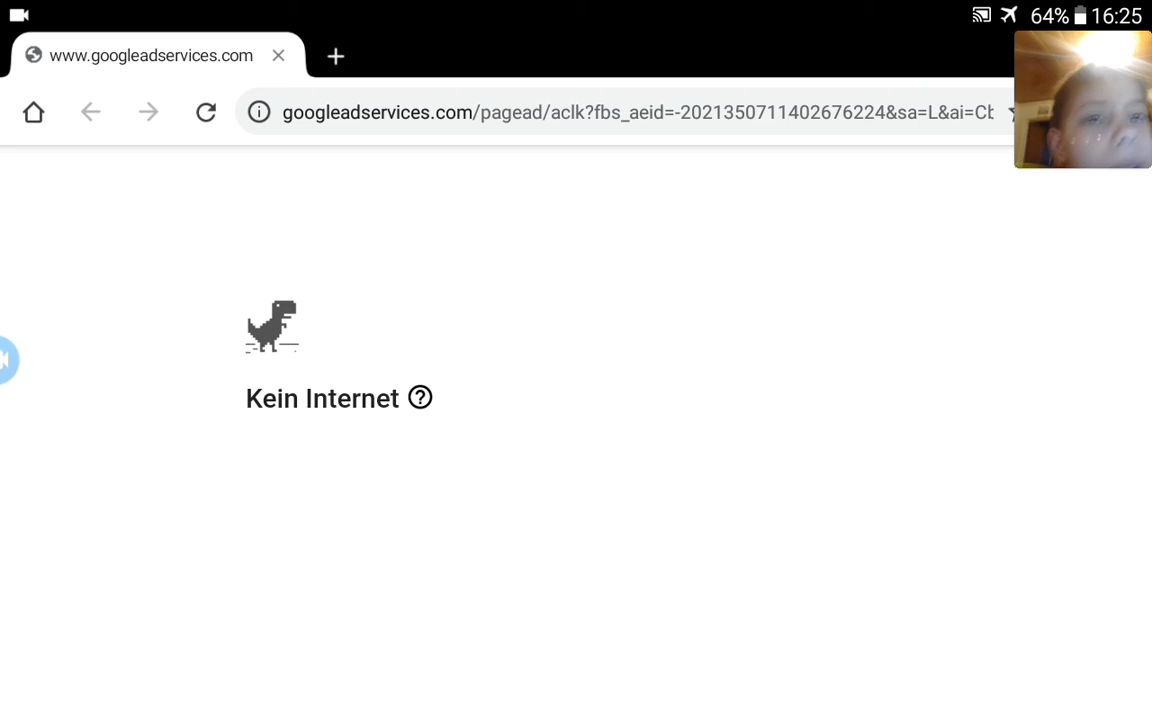 64% 16:25
www.googleadservices.com
googleadservices.com/pagead/aclk?fbs_aeid=-2021350711402676224&sa=L&ai=Cb
Kein Internet